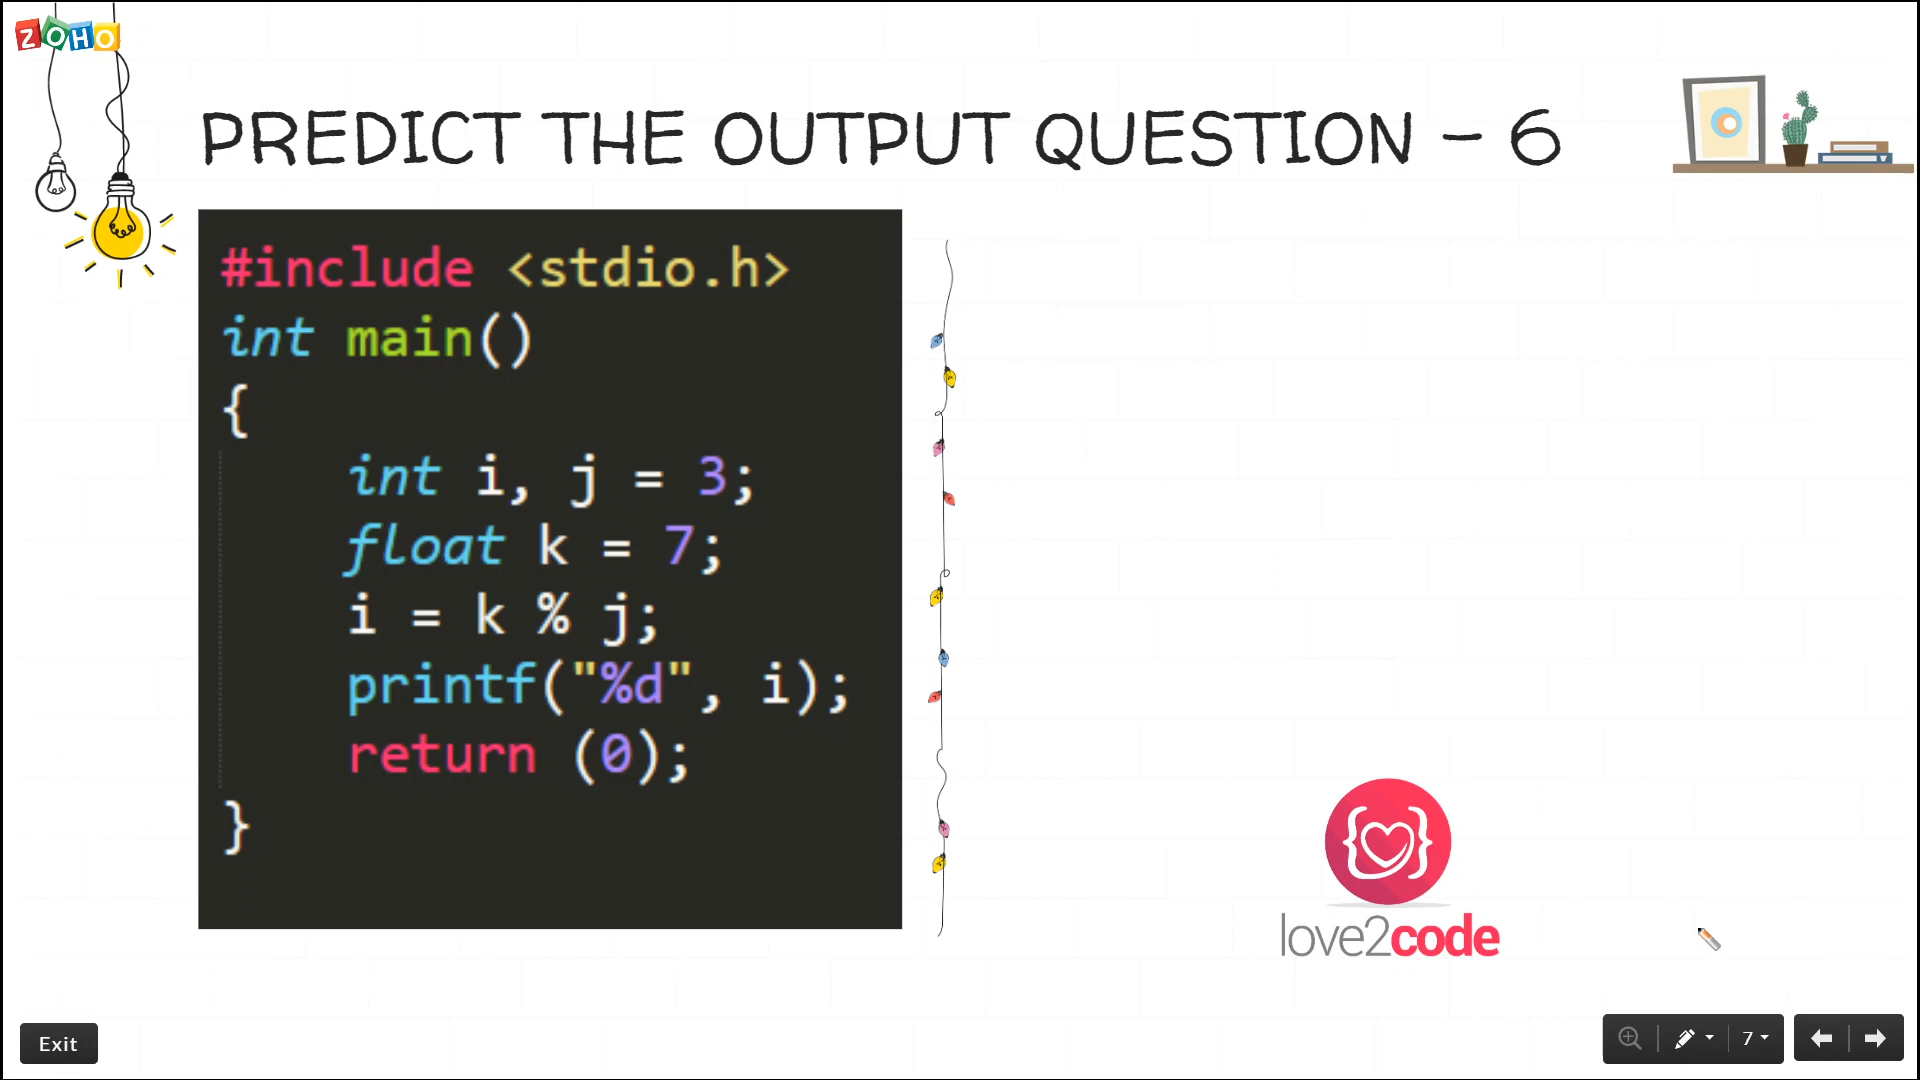 ZOHO
PREDICT THE OUTPUT QUESTION - 6
#include <stdio.h>
int main()
{
    int i, j = 3;
    float k = 7;
    i = k % j;
    printf("%d", i);
    return (0);
}
love2code
Exit
7